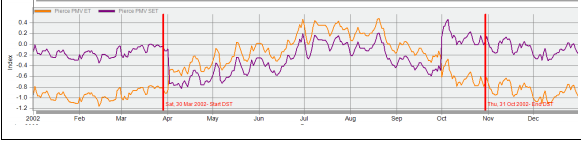 Pierce PMV ET Pierce PMV SET
0.4
0.2
0.0
-0.2
-0.4
-0.6
-0.8
-1.0
-1.2
Index
Sat, 30 Mar 2002- Start DST
Thu, 31 Oct 2002- End DST
2002 Feb Mar Apr May Jun Jul Aug Sep Oct Nov Dec